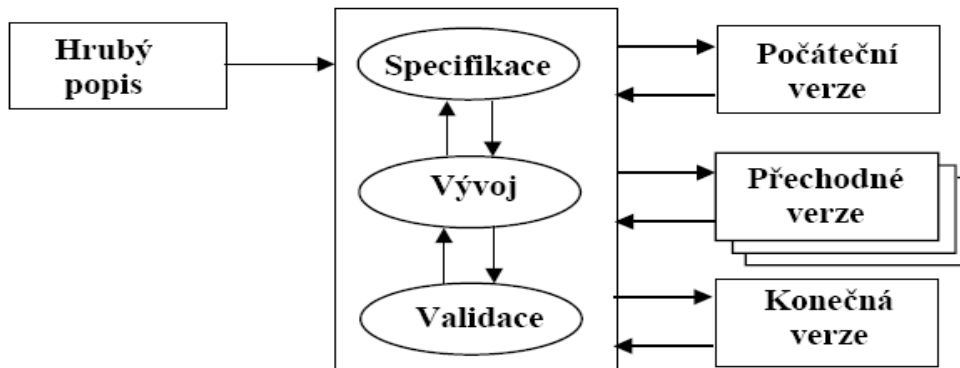 Hrubý
popis
Specifikace
Vývoj
Validace
Počáteční
verze
Přechodné
verze
Konečná
verze